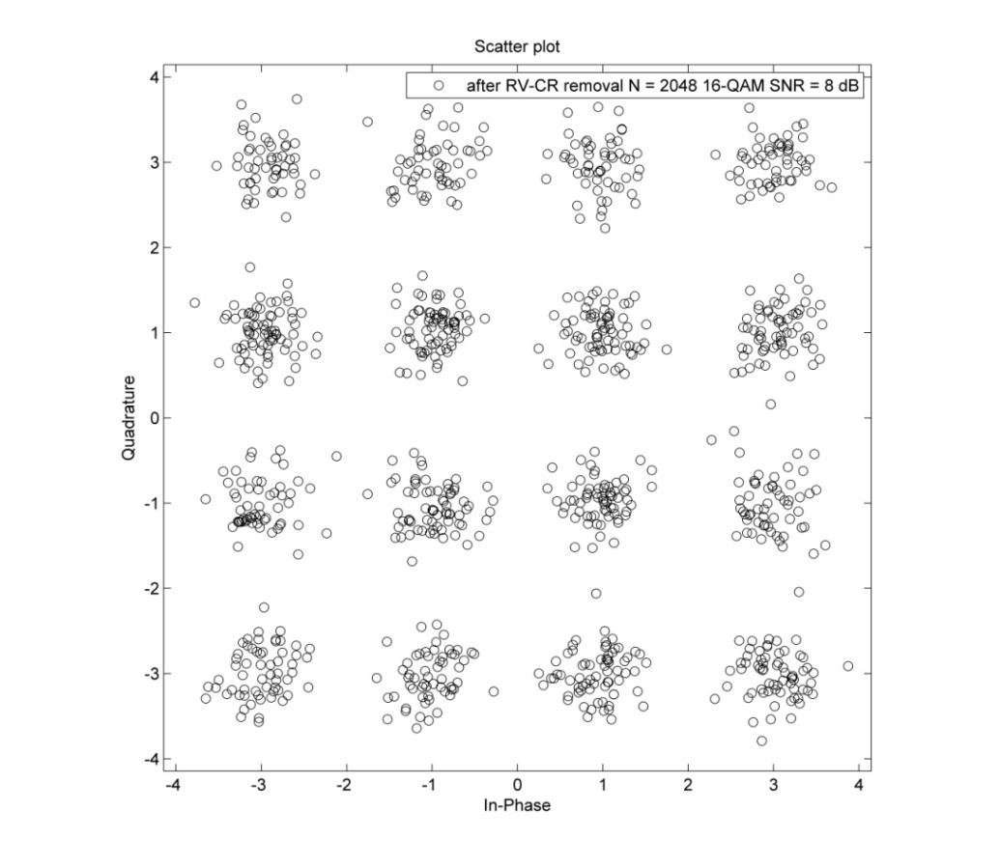 Scatter plot
after RV-CR removal N = 2048 16-QAM SNR = 8 dB
4
3
2
1
0
-1
-2
-3
-4
Quadrature
-4 -3 -2 -1 0 1 2 3 4
In-Phase